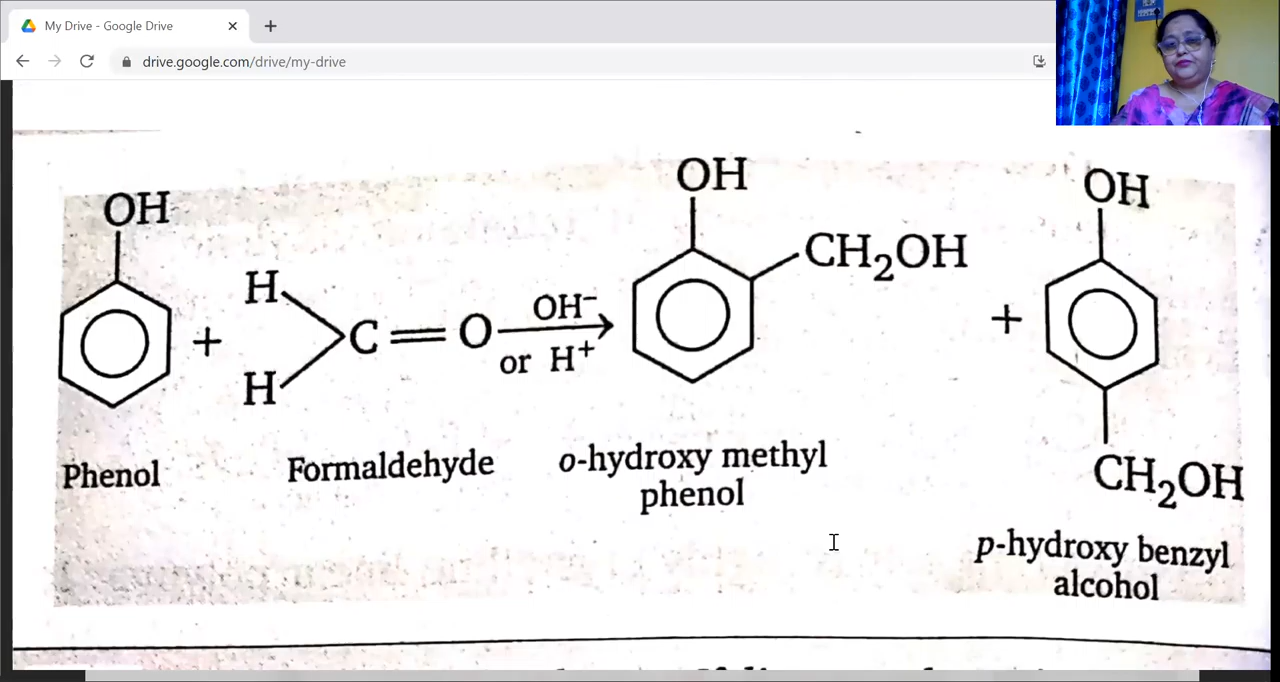 My Drive - Google Drive
drive.google.com/drive/my-drive
OH
OH
OH
CH₂OH
H
H
+
C=O
OH⁻
or H⁺
+
CH₂OH
Phenol
Formaldehyde
o-hydroxy methyl
phenol
p-hydroxy benzyl
alcohol